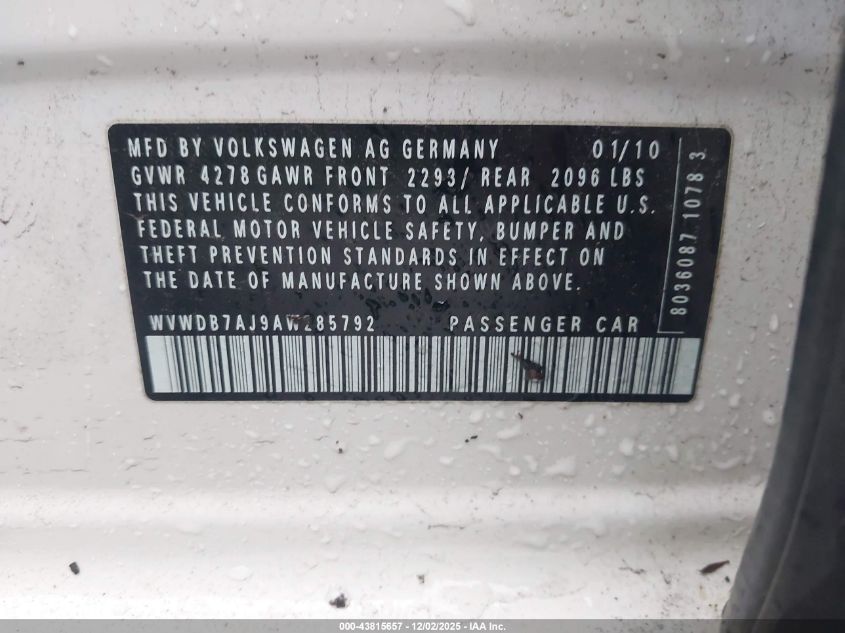 MFD BY VOLKSWAGEN AG GERMANY 01/10
GVWR 4278 GAWR FRONT 2293/ REAR 2096 LBS
THIS VEHICLE CONFORMS TO ALL APPLICABLE U.S.
FEDERAL MOTOR VEHICLE SAFETY, BUMPER AND
THEFT PREVENTION STANDARDS IN EFFECT ON
THE DATE OF MANUFACTURE SHOWN ABOVE.
WVWDB7AJ9AW285792 PASSENGER CAR
8036087 1078 3
000-43815657 - 12/02/2025 - IAA Inc.